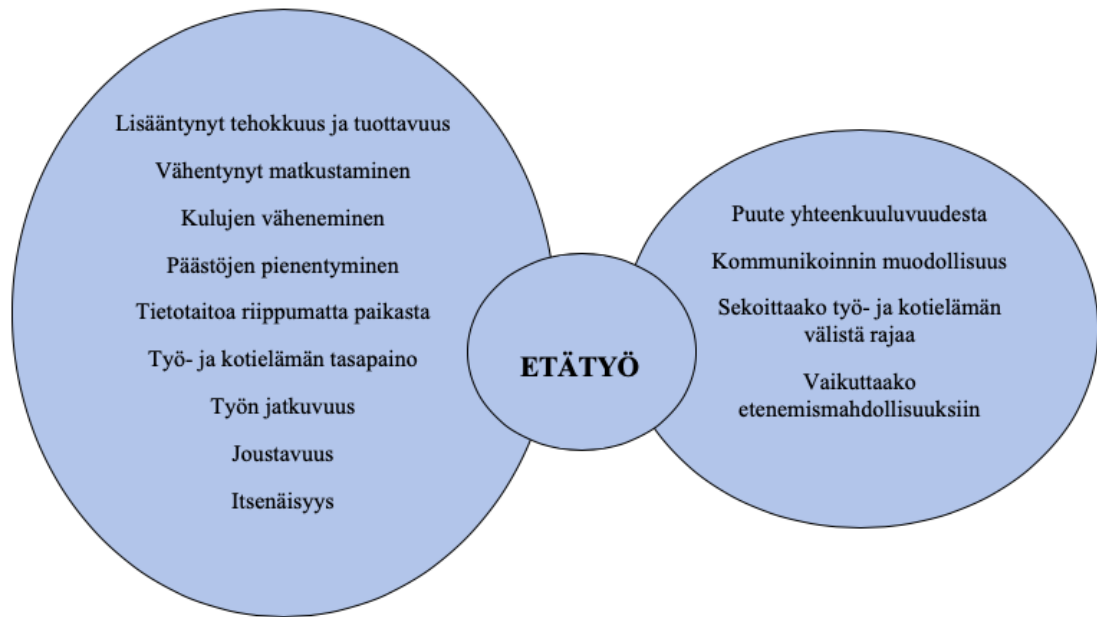 Lisääntynyt tehokkuus ja tuottavuus
Vähentynyt matkustaminen
Kulujen väheneminen
Päästöjen pienentyminen
Tietotaitoa riippumatta paikasta
Työ- ja kotielämän tasapaino
Työn jatkuvuus
Joustavuus
Itsenäisyys
ETÄTYÖ
Puute yhteenkuuluvuudesta
Kommunikoinnin muodollisuus
Sekoittaako työ- ja kotielämän
välistä rajaa
Vaikuttaako
etenemismahdollisuuksiin